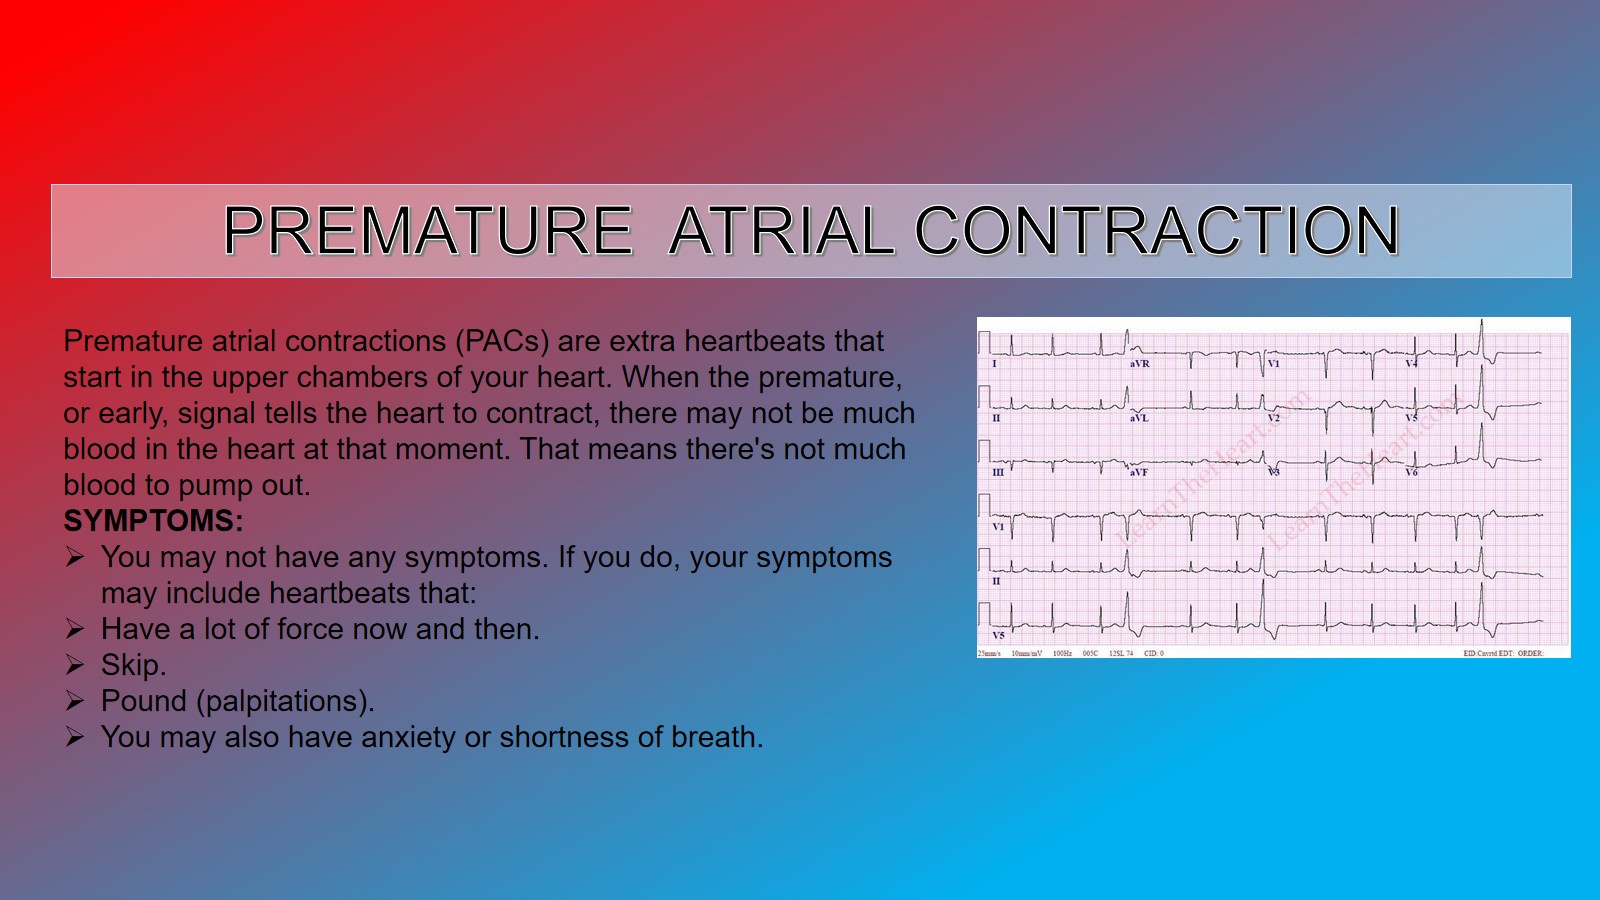 PREMATURE  ATRIAL CONTRACTION
Premature atrial contractions (PACs) are extra heartbeats that
start in the upper chambers of your heart. When the premature,
or early, signal tells the heart to contract, there may not be much
blood in the heart at that moment. That means there's not much
blood to pump out.
SYMPTOMS:
You may not have any symptoms. If you do, your symptoms
may include heartbeats that:
Have a lot of force now and then.
Skip.
Pound (palpitations).
You may also have anxiety or shortness of breath.
I aVR V1 V4
II aVL V2 V5
III aVF V3 V6
V1
II
V5
LearnTheHeart.com
LearnTheHeart.com
25mm/s 10mm/mV 100Hz 005C 12SL 74 CID: 0 EID:Cnvrtd EDT: ORDER: